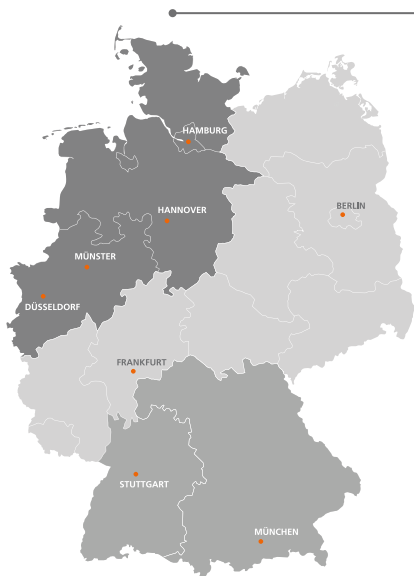 HAMBURG
HANNOVER
BERLIN
MÜNSTER
DÜSSELDORF
FRANKFURT
STUTTGART
MÜNCHEN